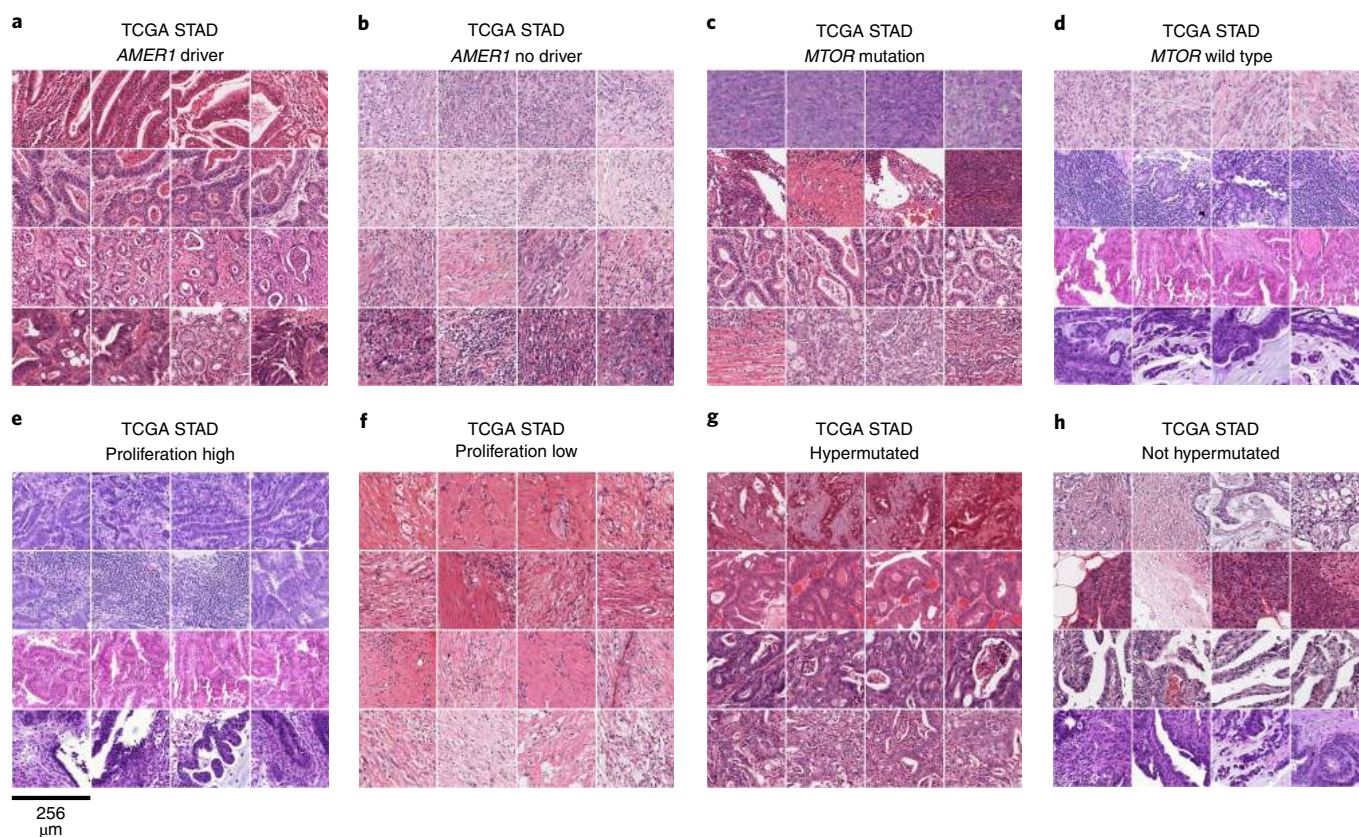 a
TCGA STAD
AMER1 driver
b
TCGA STAD
AMER1 no driver
c
TCGA STAD
MTOR mutation
d
TCGA STAD
MTOR wild type
e
TCGA STAD
Proliferation high
f
TCGA STAD
Proliferation low
g
TCGA STAD
Hypermutated
h
TCGA STAD
Not hypermutated
256
μm